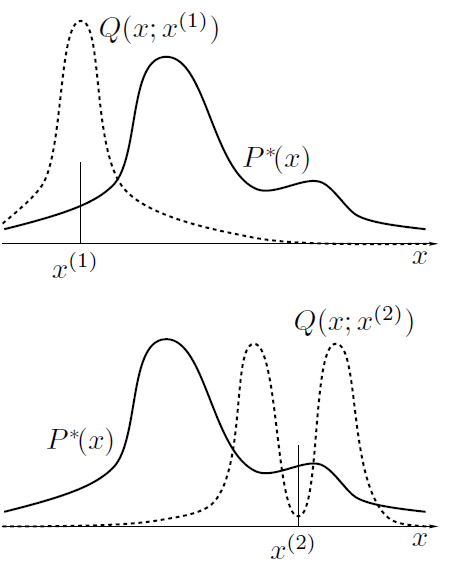 Q(x; x⁽¹⁾)
P*(x)
x⁽¹⁾
x
Q(x; x⁽²⁾)
P*(x)
x⁽²⁾
x